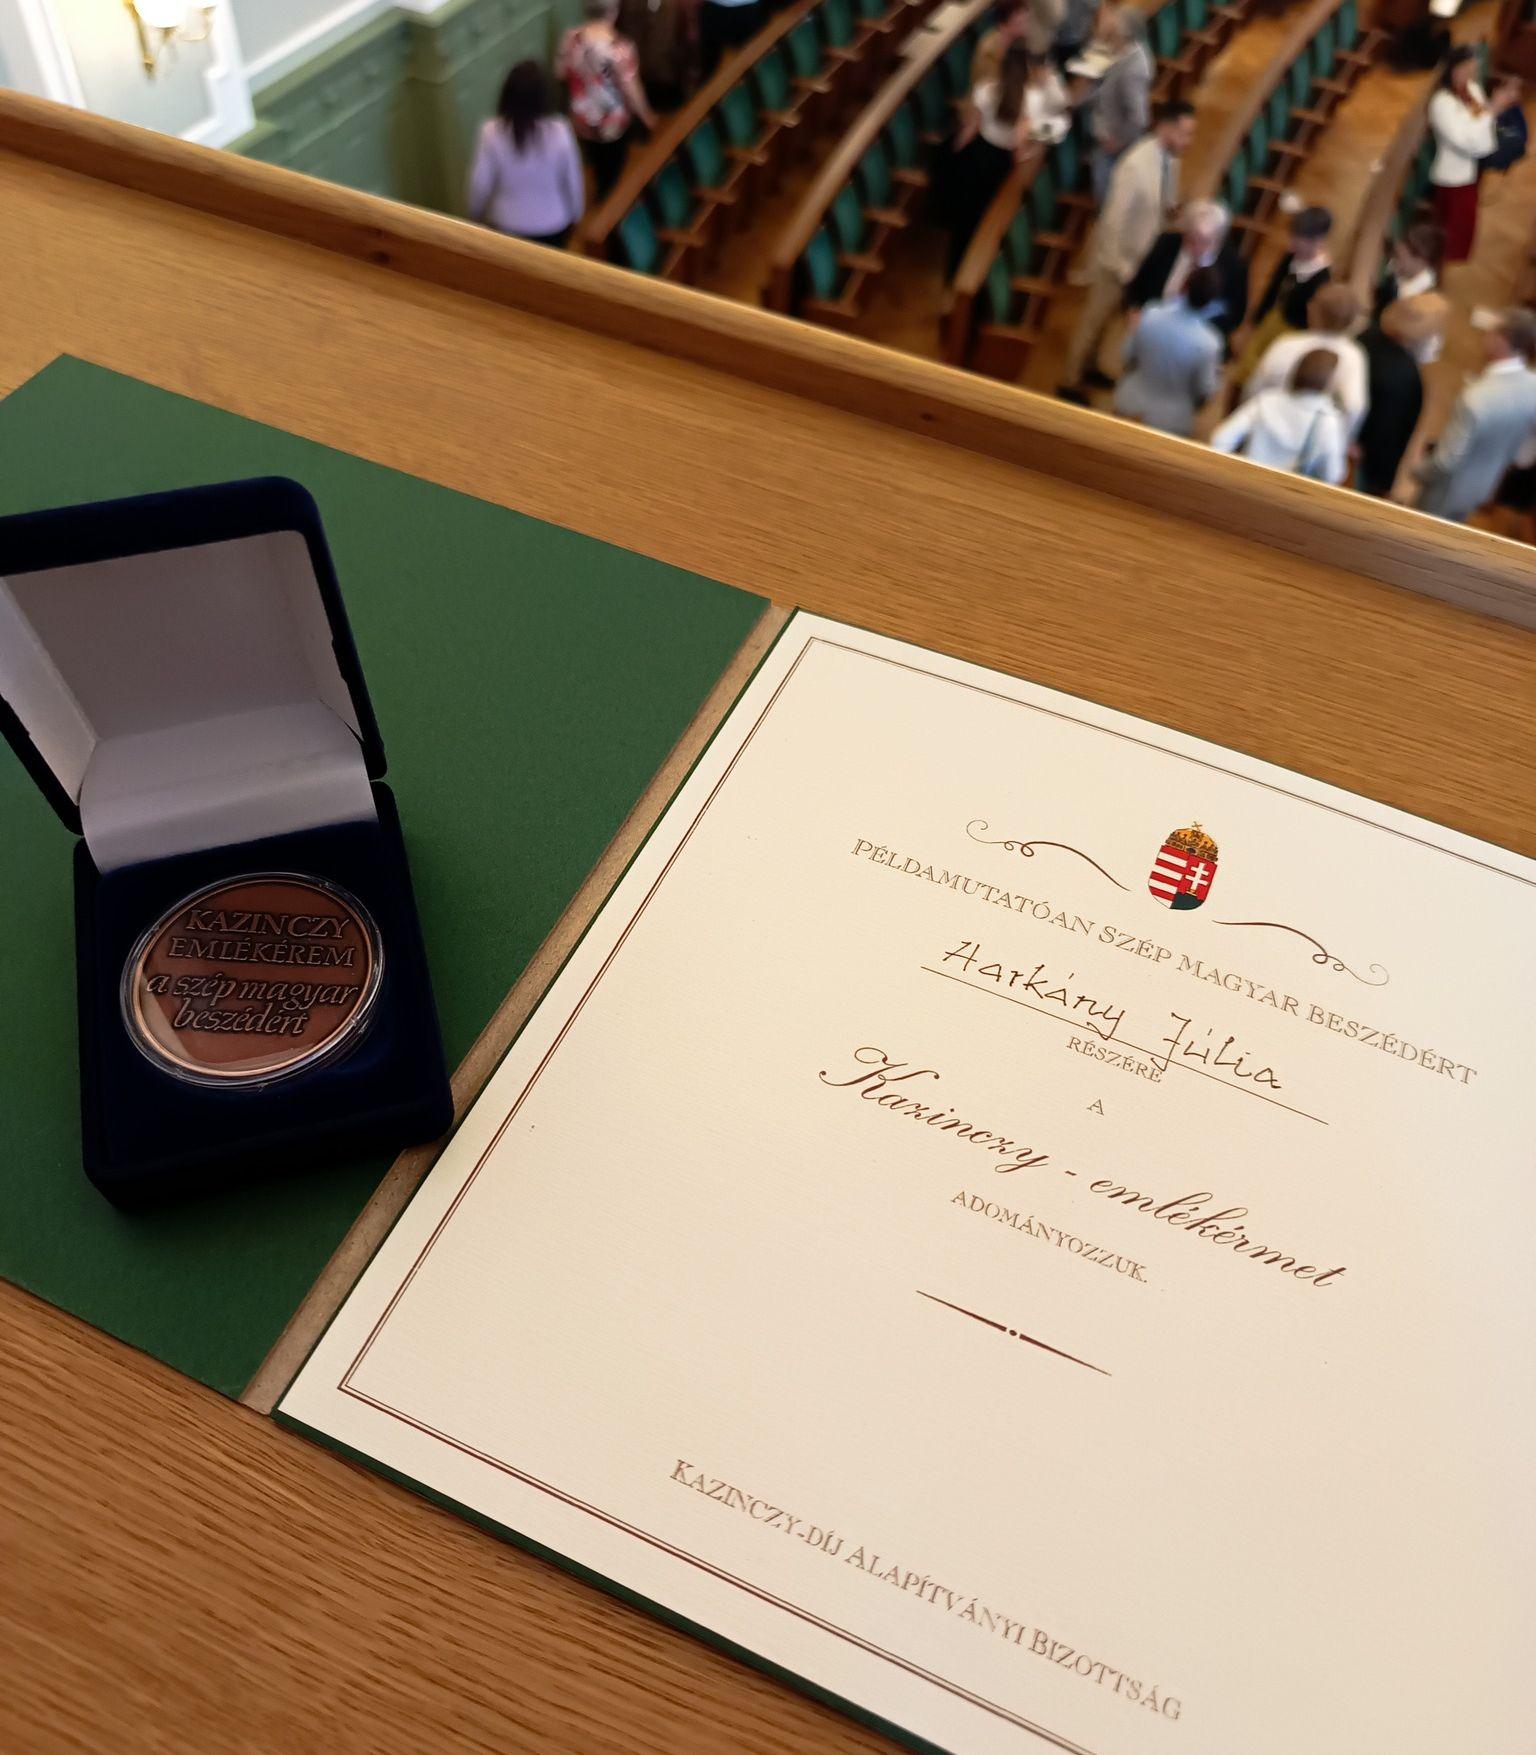 KAZINCZY
EMLÉKÉREM
a szép magyar
beszédért
PÉLDAMUTATÓAN SZÉP MAGYAR BESZÉDÉRT
Harkány Júlia
RÉSZÉRE
A
Kazinczy - emlékérmet
ADOMÁNYOZZUK.
KAZINCZY-DÍJ ALAPÍTVÁNYI BIZOTTSÁG